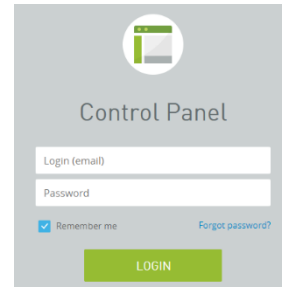 Control Panel
Login (email)
Password
Remember me Forgot password?
LOGIN